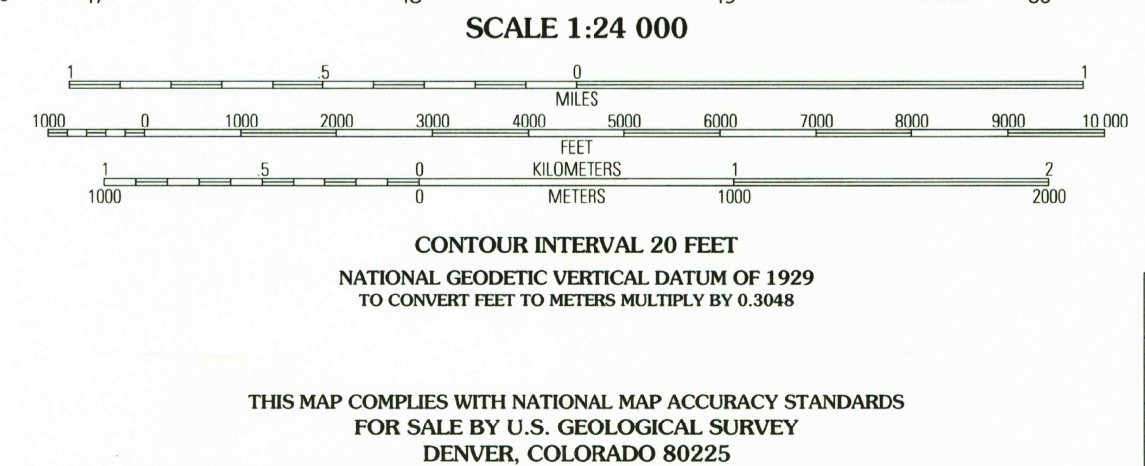 SCALE 1:24 000
1 .5 0 1
MILES
1000 0 1000 2000 3000 4000 5000 6000 7000 8000 9000 10 000
FEET
1 .5 0 KILOMETERS 1 2
1000 0 METERS 1000 2000
CONTOUR INTERVAL 20 FEET
NATIONAL GEODETIC VERTICAL DATUM OF 1929
TO CONVERT FEET TO METERS MULTIPLY BY 0.3048
THIS MAP COMPLIES WITH NATIONAL MAP ACCURACY STANDARDS
FOR SALE BY U.S. GEOLOGICAL SURVEY
DENVER, COLORADO 80225